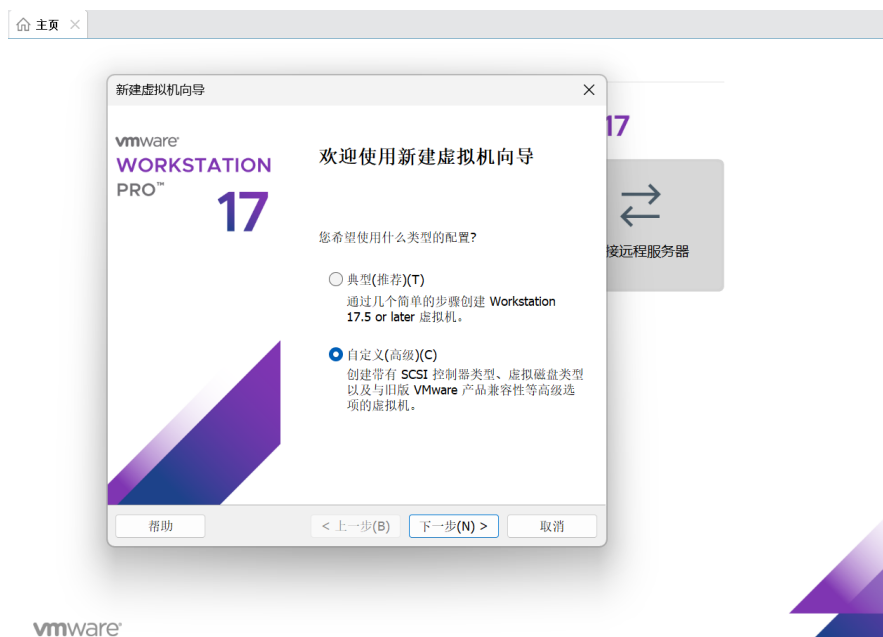 主页
新建虚拟机向导
17
vmware
WORKSTATION
PRO™
17
欢迎使用新建虚拟机向导
您希望使用什么类型的配置?
典型(推荐)(T)
通过几个简单的步骤创建 Workstation
17.5 or later 虚拟机。
自定义(高级)(C)
创建带有 SCSI 控制器类型、虚拟磁盘类型
以及与旧版 VMware 产品兼容性等高级选
项的虚拟机。
接远程服务器
帮助
< 上一步(B)
下一步(N) >
取消
vmware